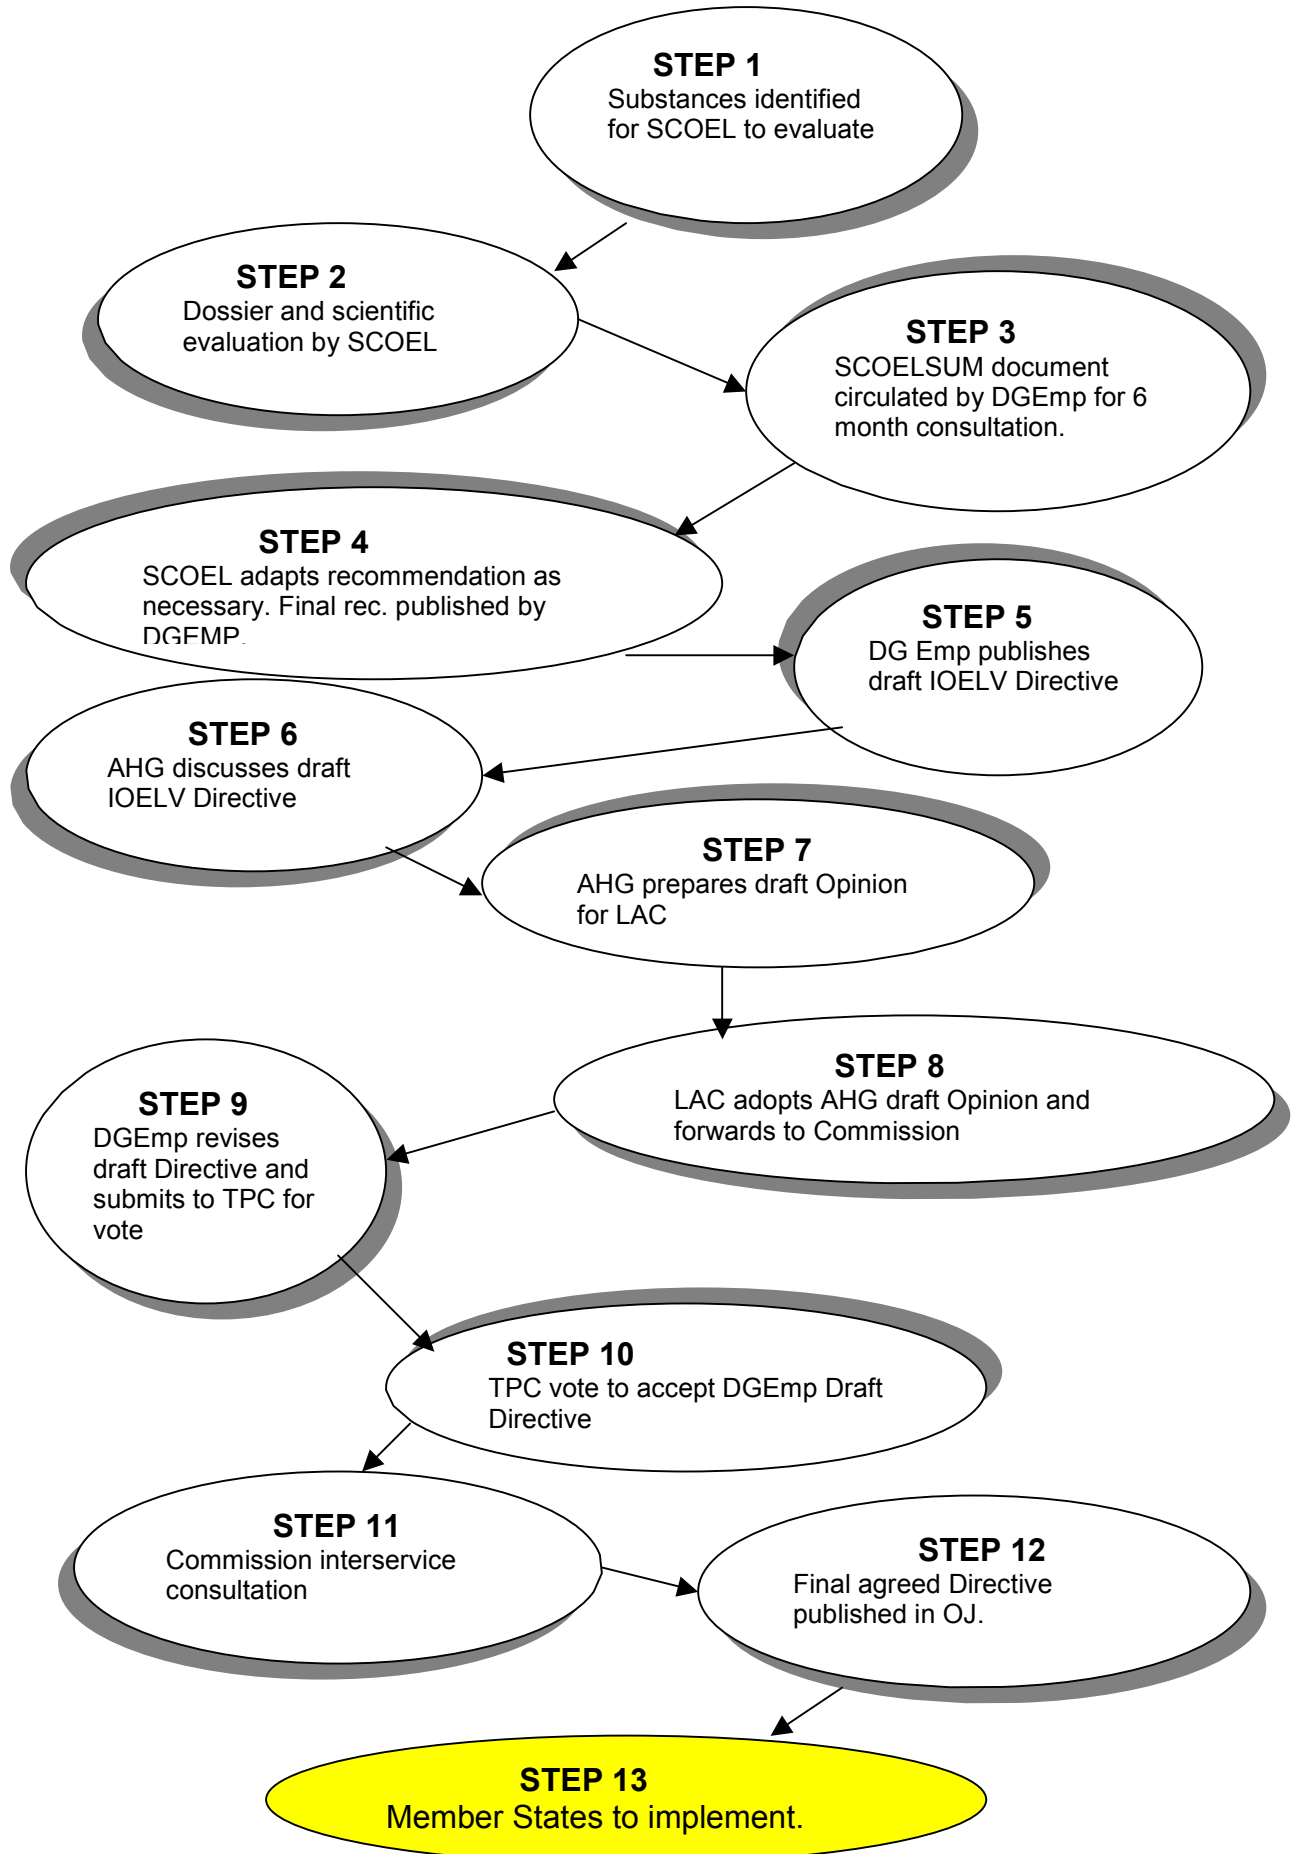 STEP 1
Substances identified
for SCOEL to evaluate
STEP 2
Dossier and scientific
evaluation by SCOEL
STEP 3
SCOELSUM document
circulated by DGEmp for 6
month consultation.
STEP 4
SCOEL adapts recommendation as
necessary. Final rec. published by
DGEMP.
STEP 5
DG Emp publishes
draft IOELV Directive
STEP 6
AHG discusses draft
IOELV Directive
STEP 7
AHG prepares draft Opinion
for LAC
STEP 8
LAC adopts AHG draft Opinion and
forwards to Commission
STEP 9
DGEmp revises
draft Directive and
submits to TPC for
vote
STEP 10
TPC vote to accept DGEmp Draft
Directive
STEP 11
Commission interservice
consultation
STEP 12
Final agreed Directive
published in OJ.
STEP 13
Member States to implement.